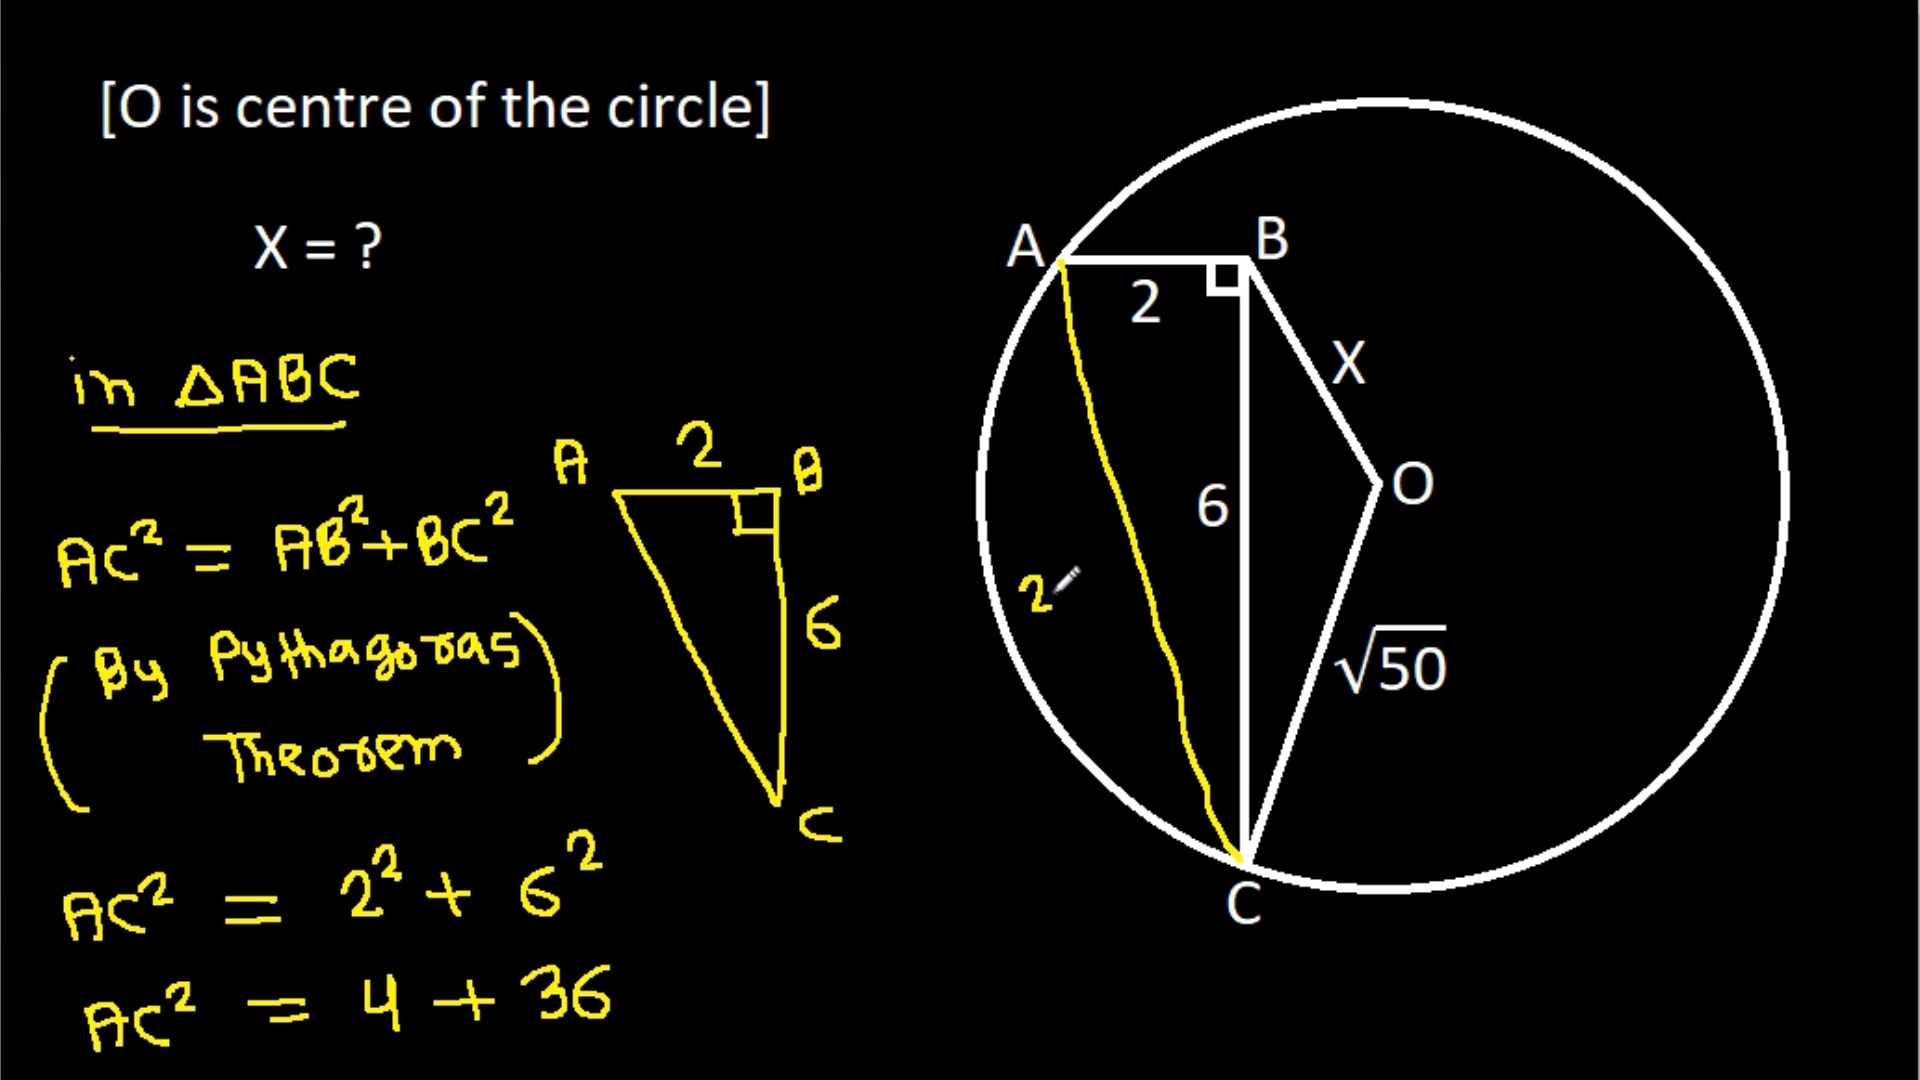 [O is centre of the circle]
X = ?
in △ABC
AC² = AB² + BC²
(By Pythagoras
Theorem)
AC² = 2² + 6²
AC² = 4 + 36
A 2 B
6
C
A B
2
X
6 O
2
√50
C